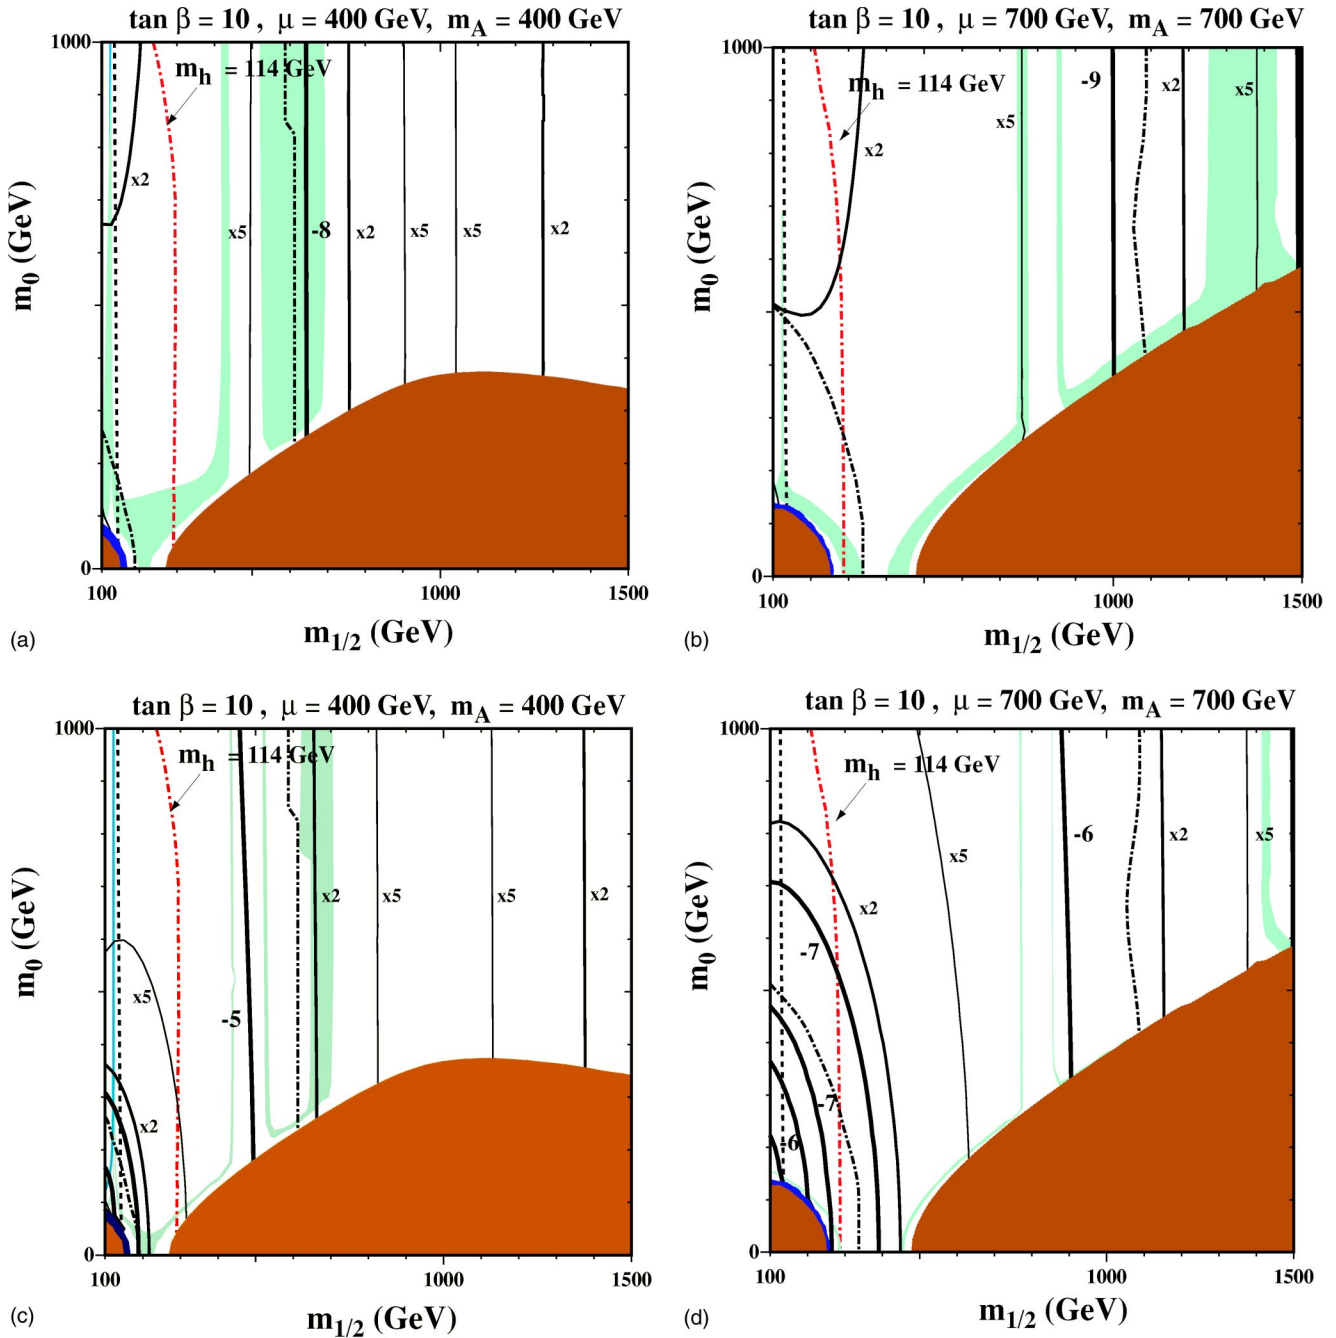 tan β = 10 , μ = 400 GeV, m_A = 400 GeV
1000
m_h = 114 GeV
x2
x5
-8
x2
x5
x5
x2
m_0 (GeV)
0
100
1000
1500
m_1/2 (GeV)
(a)
tan β = 10 , μ = 700 GeV, m_A = 700 GeV
1000
m_h = 114 GeV
-9
x2
x5
x5
x2
m_0 (GeV)
0
100
1000
1500
m_1/2 (GeV)
(b)
tan β = 10 , μ = 400 GeV, m_A = 400 GeV
1000
m_h = 114 GeV
x2
x5
x5
x2
x5
-5
x2
m_0 (GeV)
0
100
1000
1500
m_1/2 (GeV)
(c)
tan β = 10 , μ = 700 GeV, m_A = 700 GeV
1000
m_h = 114 GeV
-6
x2
x5
x5
x2
-7
-7
-6
m_0 (GeV)
0
100
1000
1500
m_1/2 (GeV)
(d)